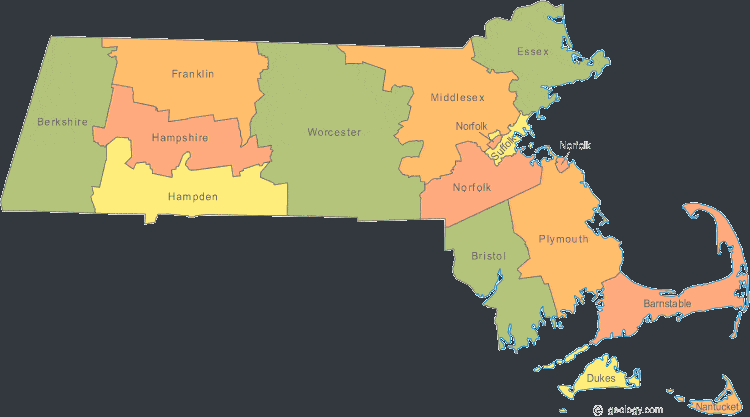 Essex
Franklin
Middlesex
Berkshire
Norfolk
Worcester
Hampshire
Suffolk
Norfolk
Norfolk
Hampden
Plymouth
Bristol
Barnstable
Dukes
Nantucket
© geology.com